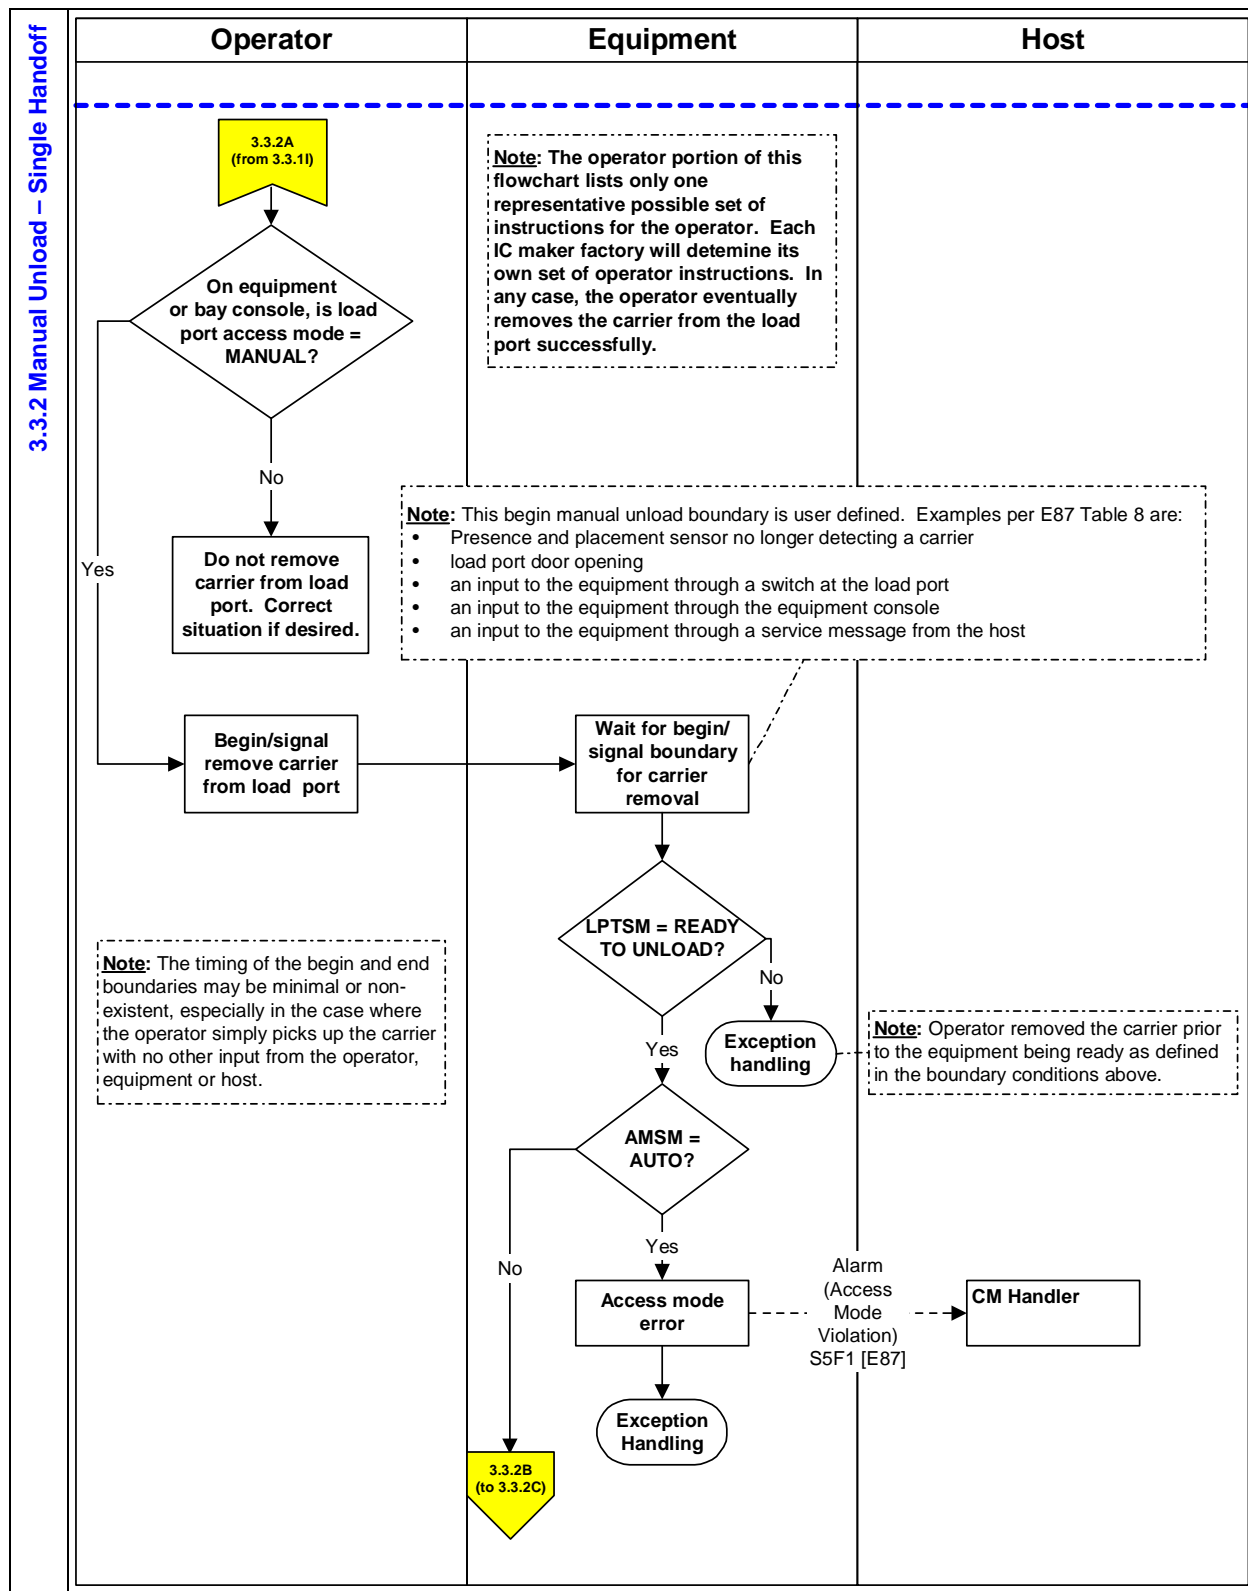 3.3.2 Manual Unload – Single Handoff
Operator
Equipment
Host
3.3.2A
(from 3.3.1I)
Note: The operator portion of this
flowchart lists only one
representative possible set of
instructions for the operator. Each
IC maker factory will detemine its
own set of operator instructions. In
any case, the operator eventually
removes the carrier from the load
port successfully.
On equipment
or bay console, is load
port access mode =
MANUAL?
No
Yes
Note: This begin manual unload boundary is user defined. Examples per E87 Table 8 are:
• Presence and placement sensor no longer detecting a carrier
• load port door opening
• an input to the equipment through a switch at the load port
• an input to the equipment through the equipment console
• an input to the equipment through a service message from the host
Do not remove
carrier from load
port. Correct
situation if desired.
Begin/signal
remove carrier
from load port
Wait for begin/
signal boundary
for carrier
removal
LPTSM = READY
TO UNLOAD?
No
Yes
Note: The timing of the begin and end
boundaries may be minimal or non-
existent, especially in the case where
the operator simply picks up the carrier
with no other input from the operator,
equipment or host.
Exception
handling
Note: Operator removed the carrier prior
to the equipment being ready as defined
in the boundary conditions above.
AMSM =
AUTO?
Yes
No
Access mode
error
Alarm
(Access
Mode
Violation)
S5F1 [E87]
CM Handler
Exception
Handling
3.3.2B
(to 3.3.2C)